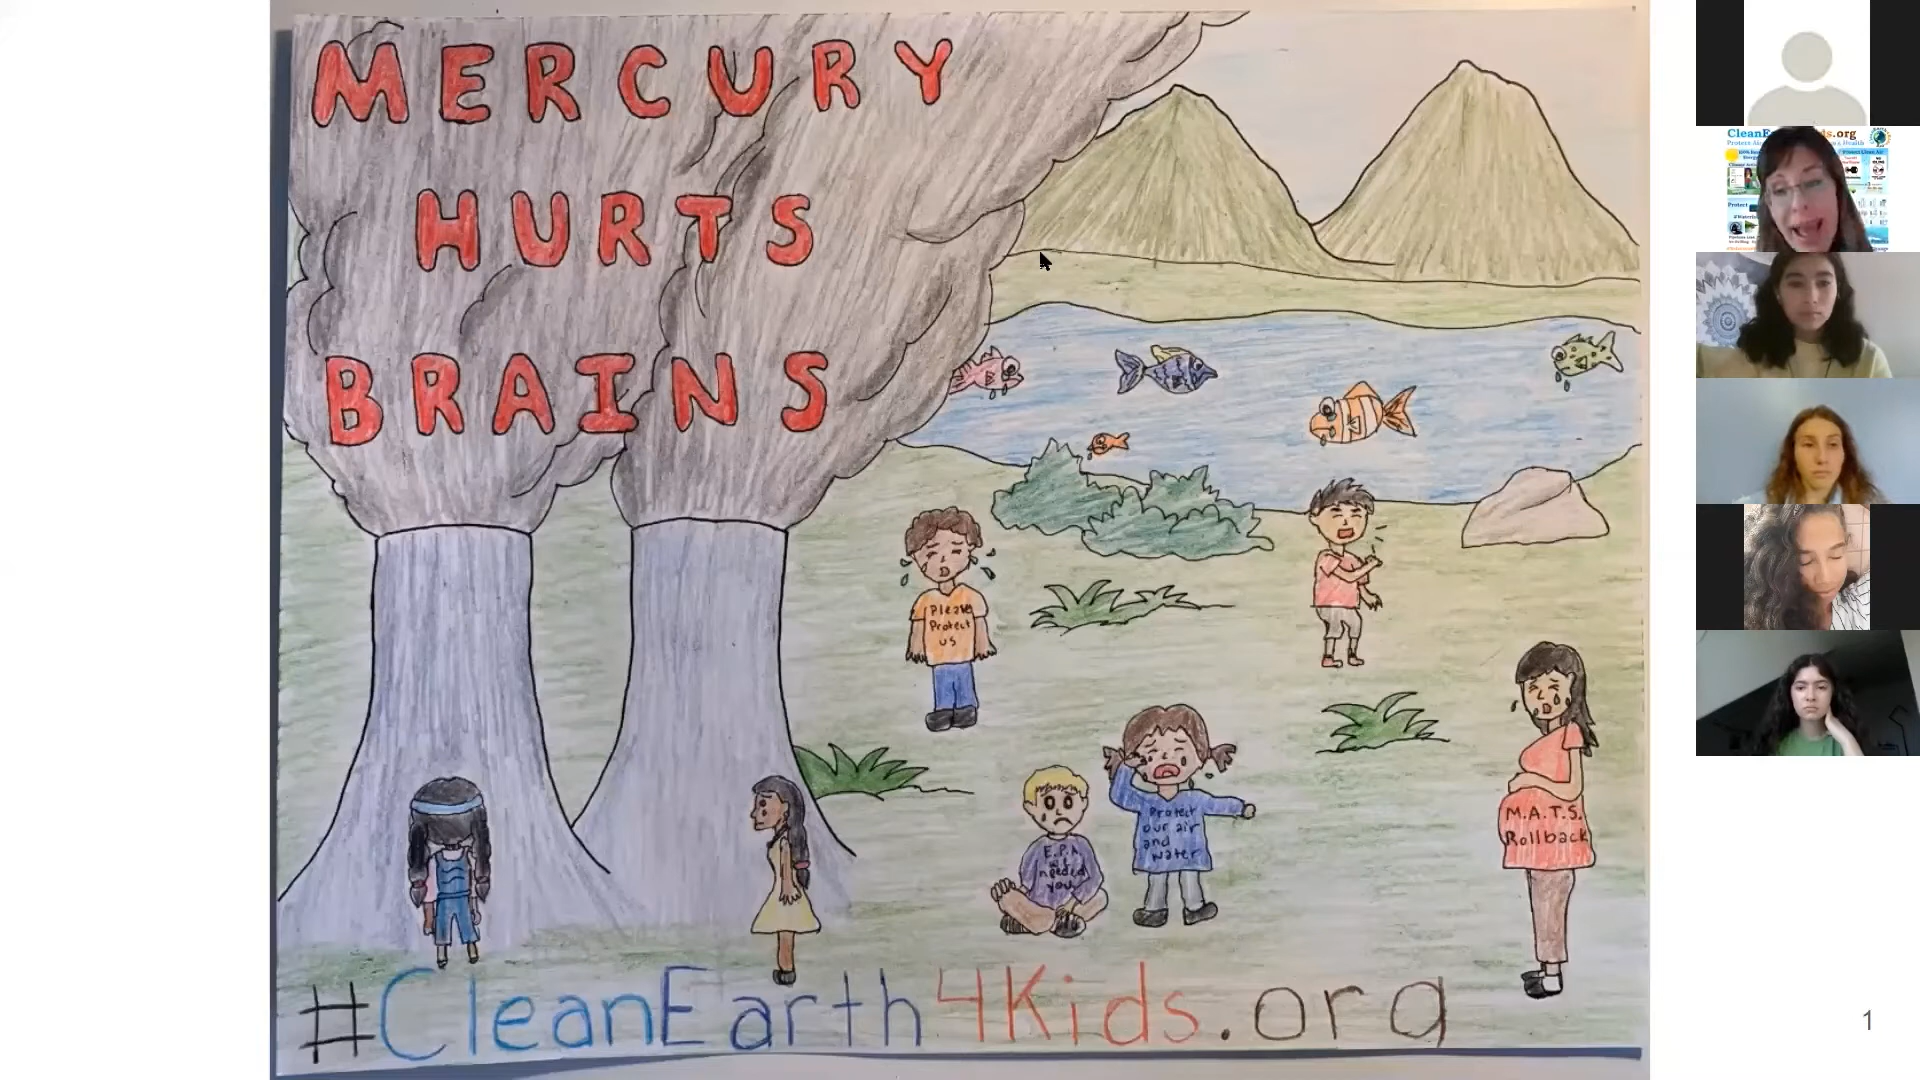 MERCURY
HURTS
BRAINS
Please
Protect
us
Protect
our air
and
water
E.P.A.
we
needed
you
M.A.T.S.
Rollback
#CleanEarth4Kids.org
1